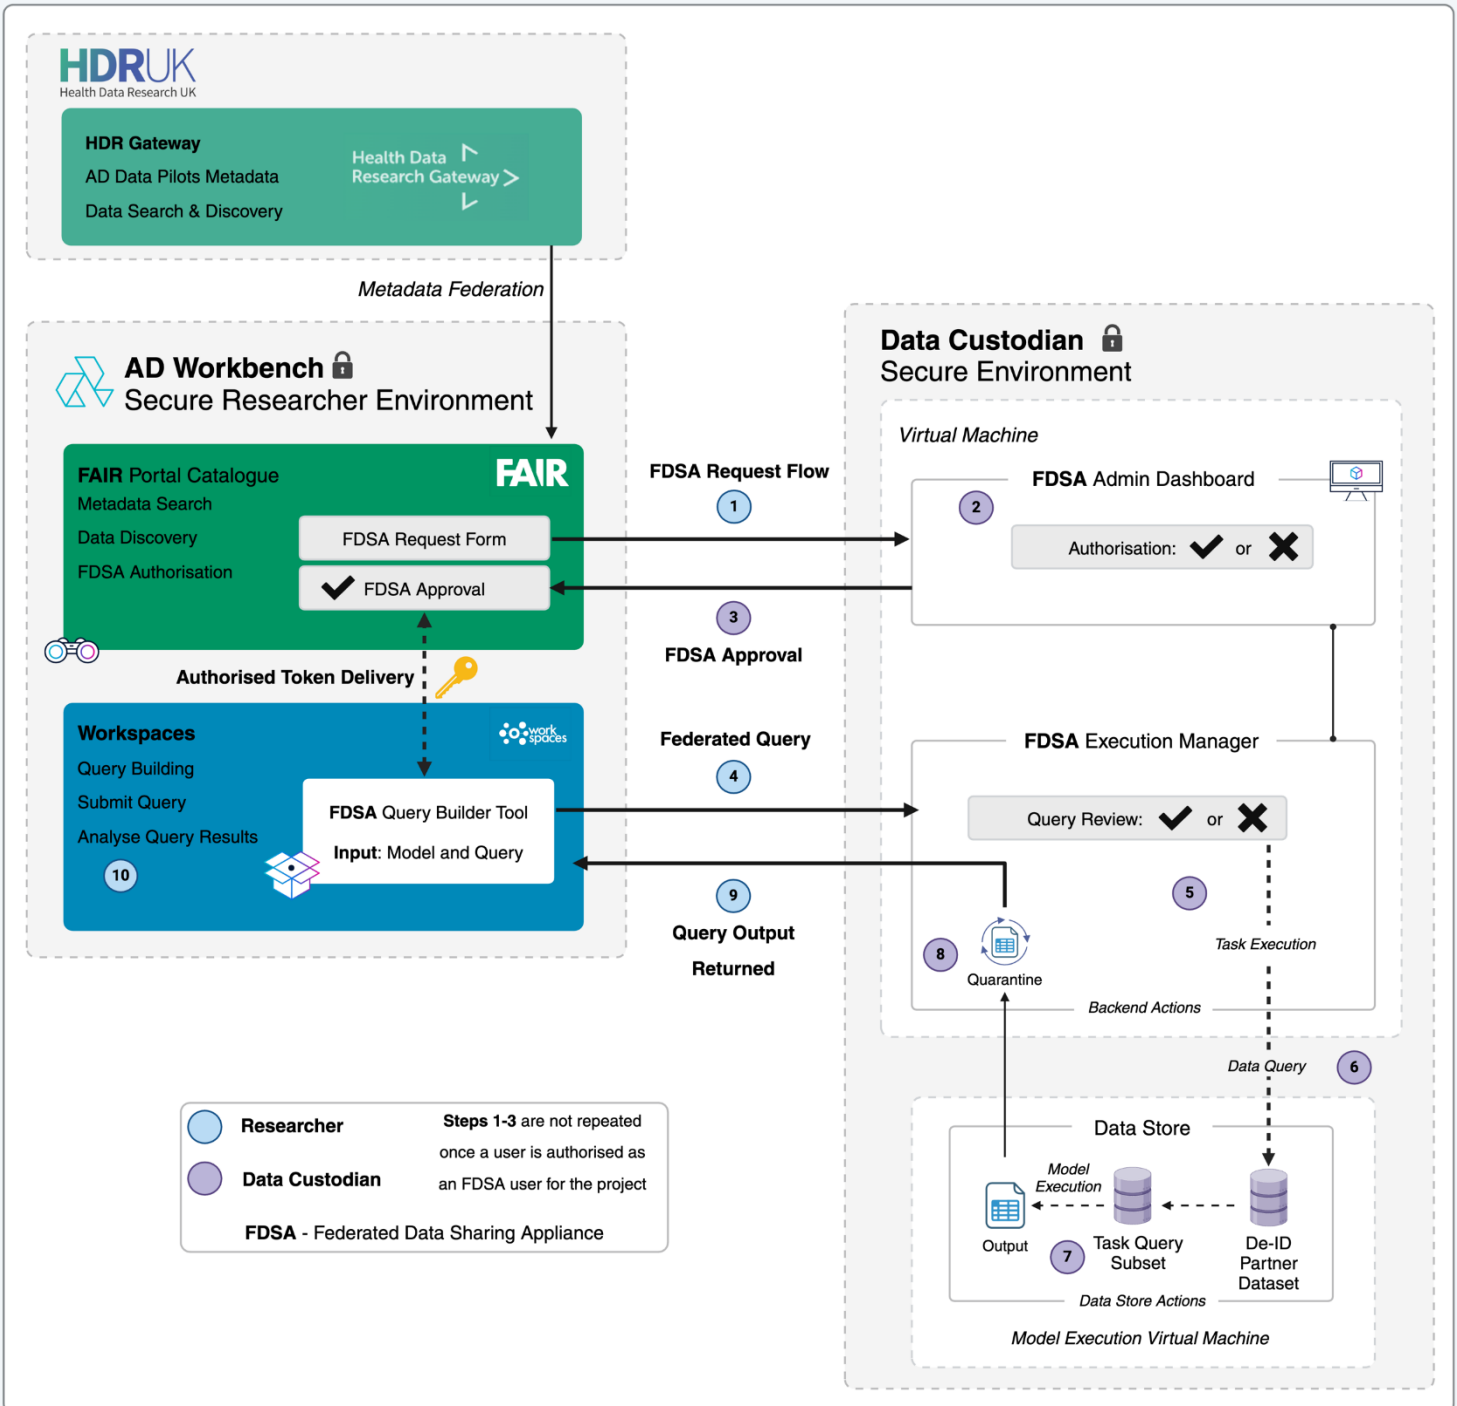 HDRUK
Health Data Research UK
HDR Gateway
AD Data Pilots Metadata
Data Search & Discovery
Health Data
Research Gateway
Metadata Federation
AD Workbench
Secure Researcher Environment
FAIR Portal Catalogue
FAIR
Metadata Search
Data Discovery
FDSA Authorisation
FDSA Request Form
FDSA Approval
Authorised Token Delivery
Workspaces
work
spaces
Query Building
Submit Query
Analyse Query Results
10
FDSA Query Builder Tool
Input: Model and Query
FDSA Request Flow
1
3
FDSA Approval
Federated Query
4
9
Query Output
Returned
Data Custodian
Secure Environment
Virtual Machine
FDSA Admin Dashboard
2
Authorisation: or
FDSA Execution Manager
Query Review: or
5
Task Execution
8
Quarantine
Backend Actions
Data Query
6
Data Store
Model
Execution
Output
7
Task Query
Subset
De-ID
Partner
Dataset
Data Store Actions
Model Execution Virtual Machine
Researcher
Data Custodian
Steps 1-3 are not repeated
once a user is authorised as
an FDSA user for the project
FDSA - Federated Data Sharing Appliance